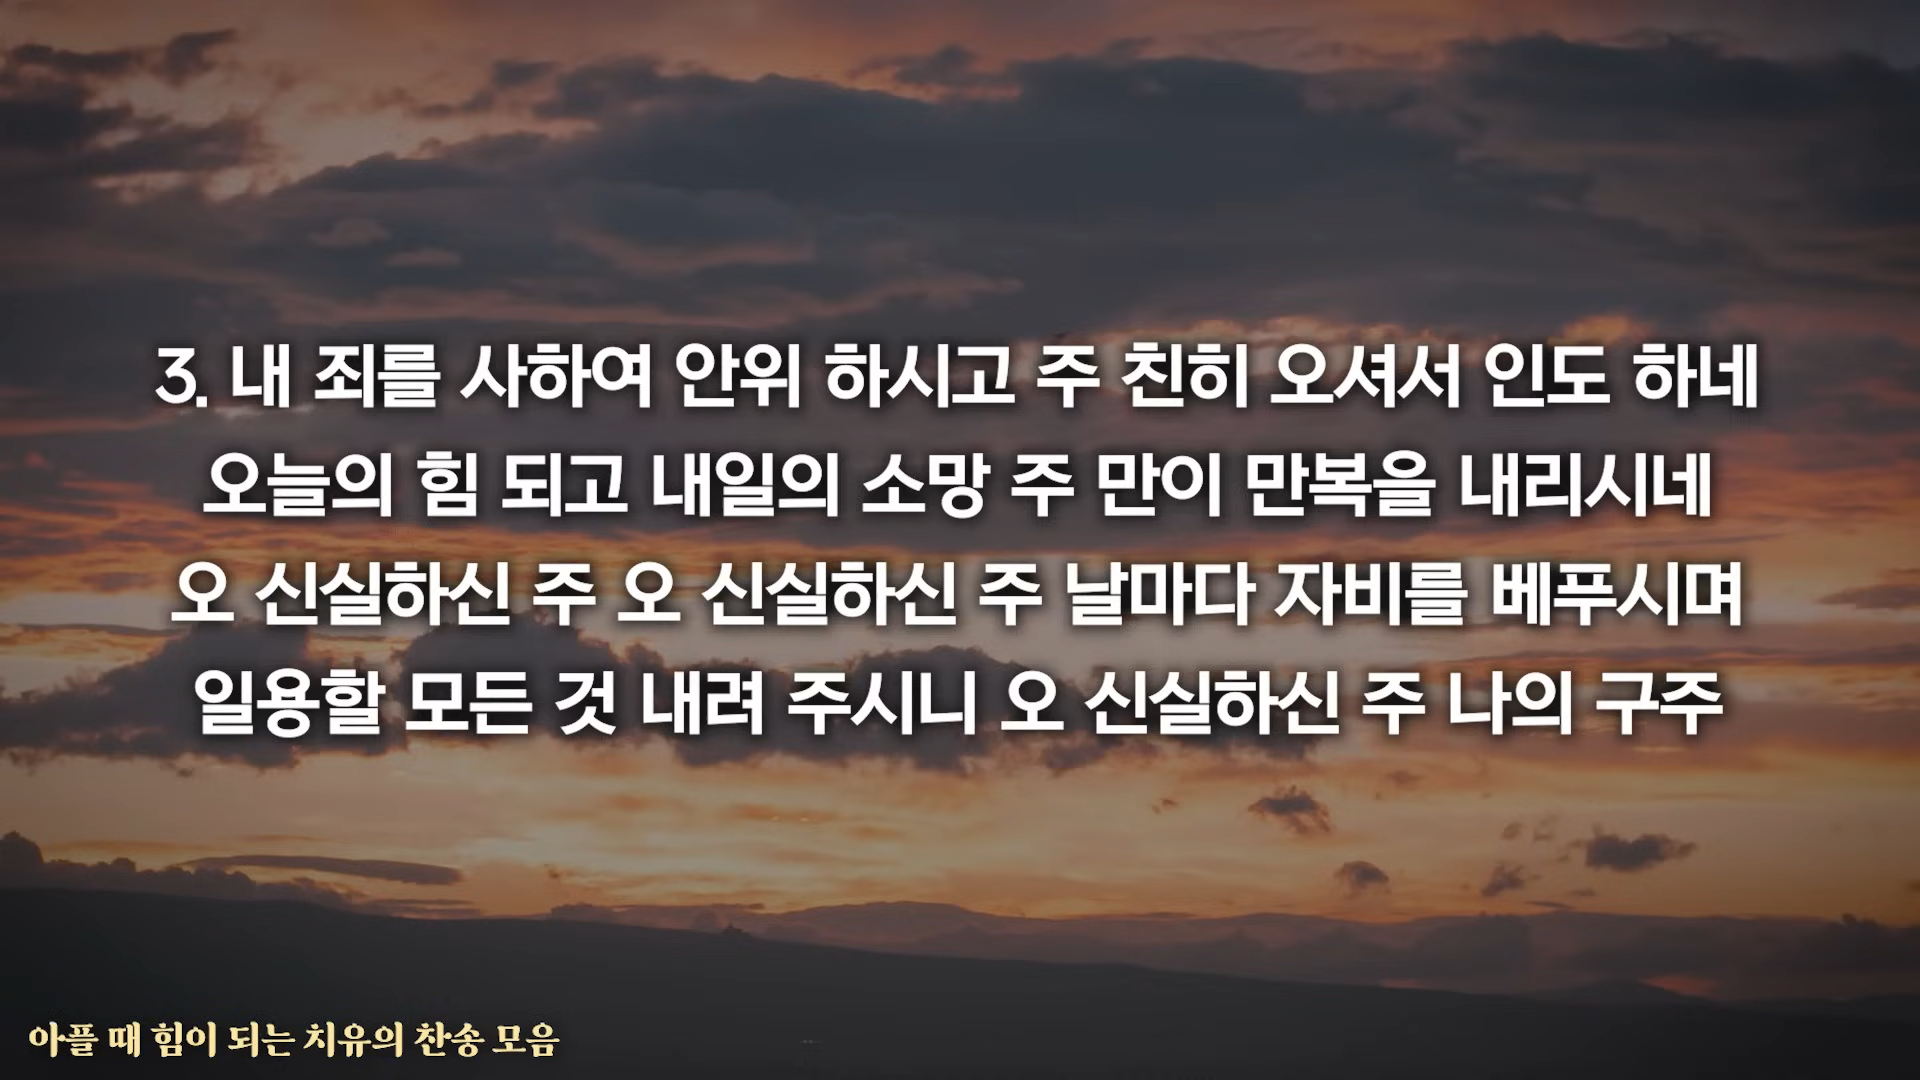 3. 내 죄를 사하여 안위 하시고 주 친히 오셔서 인도 하네
오늘의 힘 되고 내일의 소망 주 만이 만복을 내리시네
오 신실하신 주 오 신실하신 주 날마다 자비를 베푸시며
일용할 모든 것 내려 주시니 오 신실하신 주 나의 구주
아플 때 힘이 되는 치유의 찬송 모음